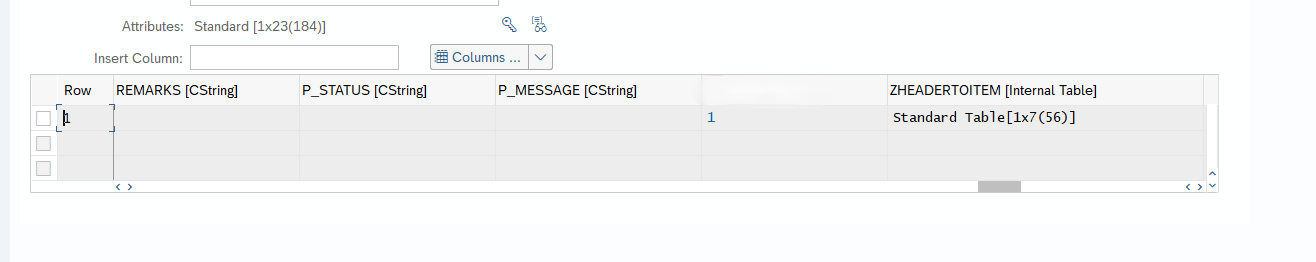 Attributes: Standard [1x23(184)]
Insert Column: Columns ...
Row REMARKS [CString] P_STATUS [CString] P_MESSAGE [CString] ZHEADERTOITEM [Internal Table]
1 1 Standard Table[1x7(56)]